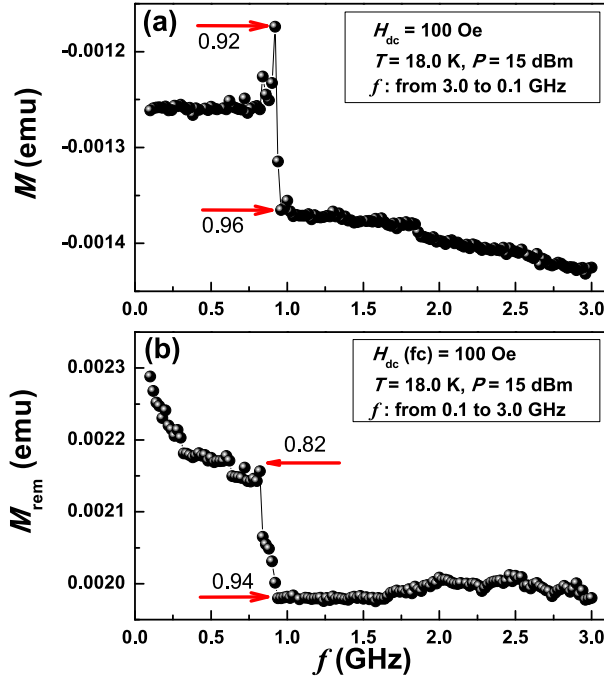 (a)
H_dc = 100 Oe
T = 18.0 K, P = 15 dBm
f : from 3.0 to 0.1 GHz
0.92
0.96
-0.0012
-0.0013
-0.0014
M (emu)
0.0 0.5 1.0 1.5 2.0 2.5 3.0
(b)
H_dc (fc) = 100 Oe
T = 18.0 K, P = 15 dBm
f : from 0.1 to 3.0 GHz
0.82
0.94
0.0023
0.0022
0.0021
0.0020
M_rem (emu)
0.0 0.5 1.0 1.5 2.0 2.5 3.0
f (GHz)